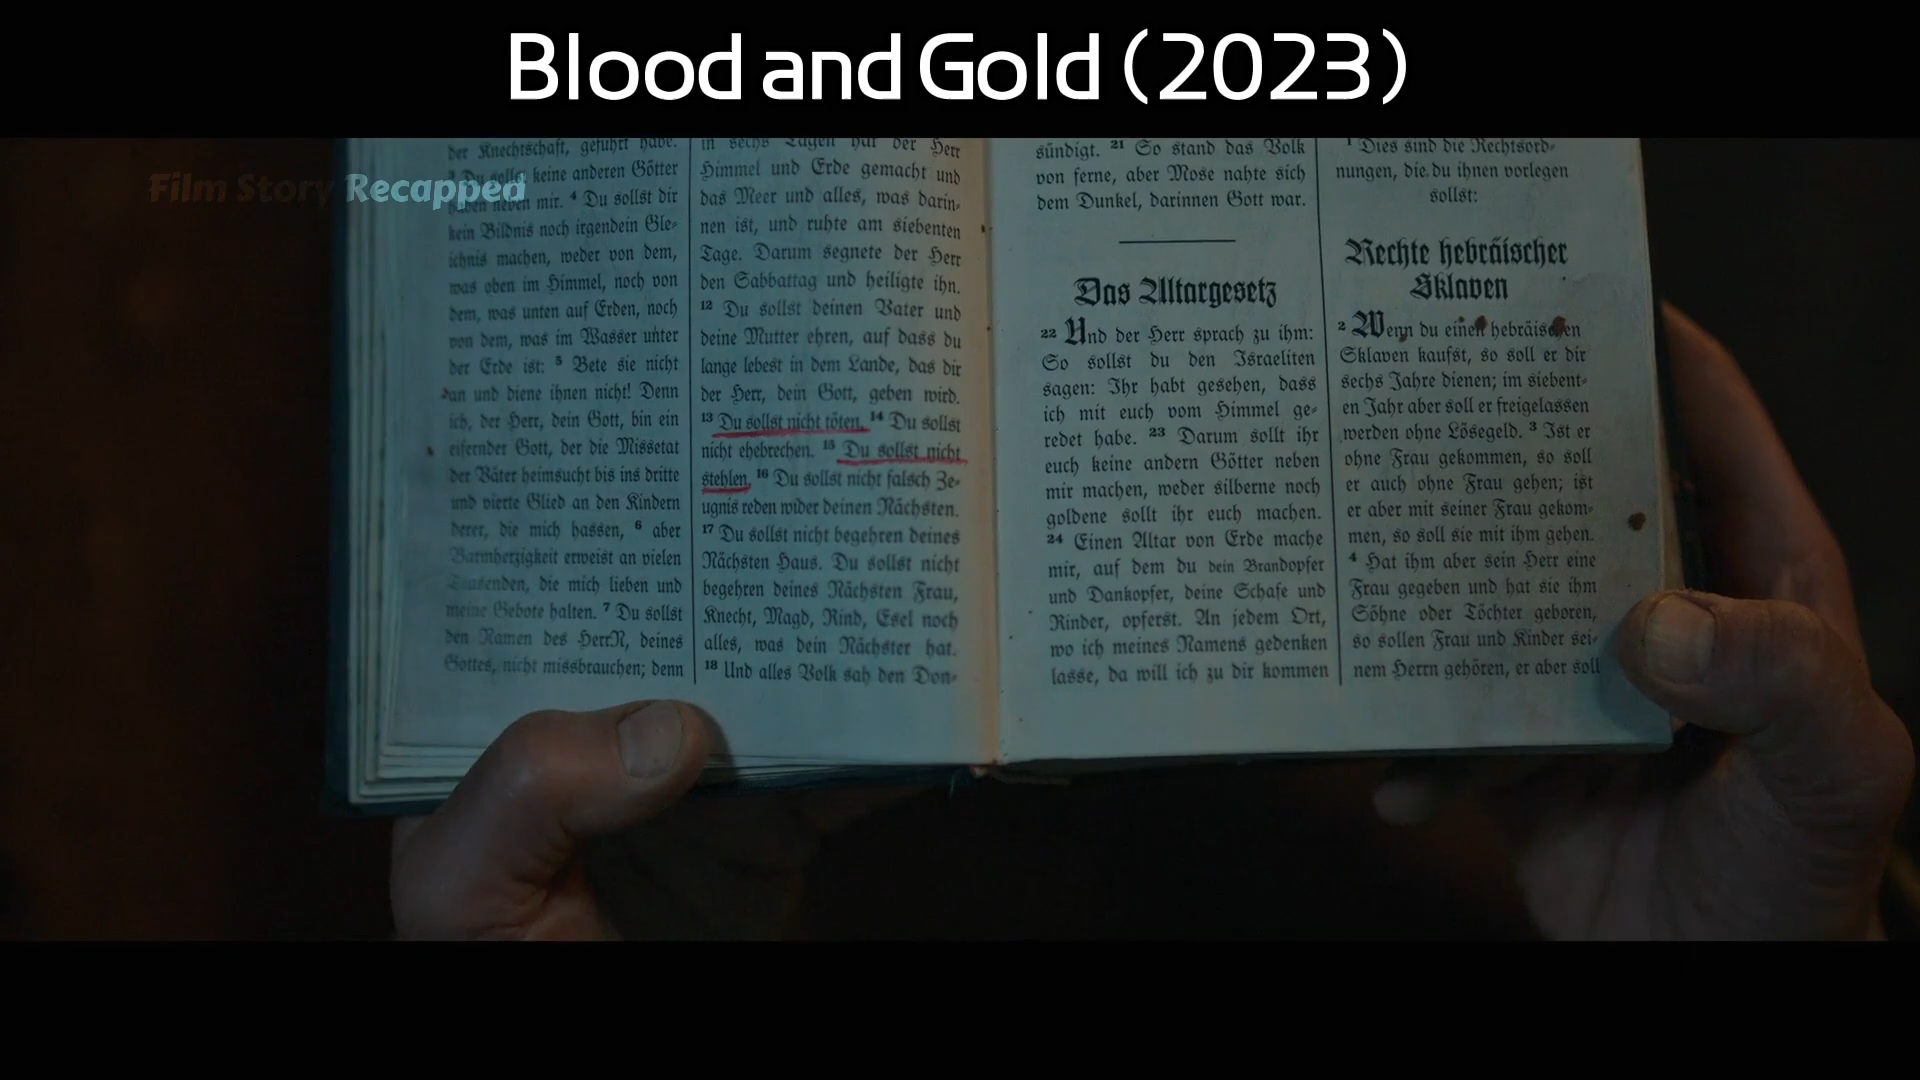 Blood and Gold (2023)
Film Story Recapped
der Knechtschaft, geführt habe.
³ Du sollst keine anderen Götter
haben neben mir. ⁴ Du sollst dir
kein Bildnis noch irgendein Gle-
ichnis machen, weder von dem,
was oben im Himmel, noch von
dem, was unten auf Erden, noch
von dem, was im Wasser unter
der Erde ist: ⁵ Bete sie nicht
an und diene ihnen nicht! Denn
ich, der Herr, dein Gott, bin ein
eifernder Gott, der die Missetat
der Väter heimsucht bis ins dritte
und vierte Glied an den Kindern
derer, die mich hassen, ⁶ aber
Barmherzigkeit erweist an vielen
Tausenden, die mich lieben und
meine Gebote halten. ⁷ Du sollst
den Namen des HerrN, deines
Gottes, nicht missbrauchen; denn
in sechs Tagen hat der Herr
Himmel und Erde gemacht und
das Meer und alles, was darin-
nen ist, und ruhte am siebenten
Tage. Darum segnete der Herr
den Sabbattag und heiligte ihn.
¹² Du sollst deinen Vater und
deine Mutter ehren, auf dass du
lange lebest in dem Lande, das dir
der Herr, dein Gott, geben wird.
¹³ Du sollst nicht töten. ¹⁴ Du sollst
nicht ehebrechen. ¹⁵ Du sollst nicht
stehlen. ¹⁶ Du sollst nicht falsch Ze-
ugnis reden wider deinen Nächsten.
¹⁷ Du sollst nicht begehren deines
Nächsten Haus. Du sollst nicht
begehren deines Nächsten Frau,
Knecht, Magd, Rind, Esel noch
alles, was dein Nächster hat.
¹⁸ Und alles Volk sah den Don-
sündigt. ²¹ So stand das Volk
von ferne, aber Mose nahte sich
dem Dunkel, darinnen Gott war.
Das Altargesetz
²² Und der Herr sprach zu ihm:
So sollst du den Israeliten
sagen: Ihr habt gesehen, dass
ich mit euch vom Himmel ge-
redet habe. ²³ Darum sollt ihr
euch keine andern Götter neben
mir machen, weder silberne noch
goldene sollt ihr euch machen.
²⁴ Einen Altar von Erde mache
mir, auf dem du dein Brandopfer
und Dankopfer, deine Schafe und
Rinder, opferst. An jedem Ort,
wo ich meines Namens gedenken
lasse, da will ich zu dir kommen
¹ Dies sind die Rechtsord-
nungen, die du ihnen vorlegen
sollst:
Rechte hebräischer
Sklaven
² Wenn du einen hebräischen
Sklaven kaufst, so soll er dir
sechs Jahre dienen; im siebent-
en Jahr aber soll er freigelassen
werden ohne Lösegeld. ³ Ist er
ohne Frau gekommen, so soll
er auch ohne Frau gehen; ist
er aber mit seiner Frau gekom-
men, so soll sie mit ihm gehen.
⁴ Hat ihm aber sein Herr eine
Frau gegeben und hat sie ihm
Söhne oder Töchter geboren,
so sollen Frau und Kinder sei-
nem Herrn gehören, er aber soll